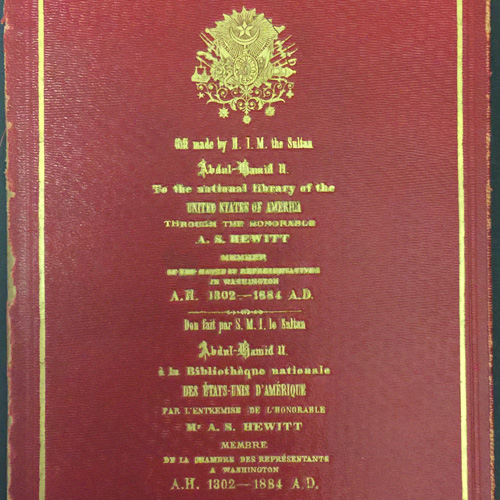 Gift made by H. I. M. the Sultan
Abdul-Hamid II.
To the national library of the
UNITED STATES OF AMERICA
THROUGH THE HONORABLE
A. S. HEWITT
MEMBER
OF THE HOUSE OF REPRESENTATIVES
IN WASHINGTON
A.H. 1302—1884 A.D.
Don fait par S. M. I. le Sultan
Abdul-Hamid II
à la Bibliothèque nationale
DES ÉTATS-UNIS D'AMÉRIQUE
PAR L'ENTREMISE DE L'HONORABLE
Mr A. S. HEWITT
MEMBRE
DE LA CHAMBRE DES REPRÉSENTANTS
A WASHINGTON
A.H. 1302—1884 A.D.